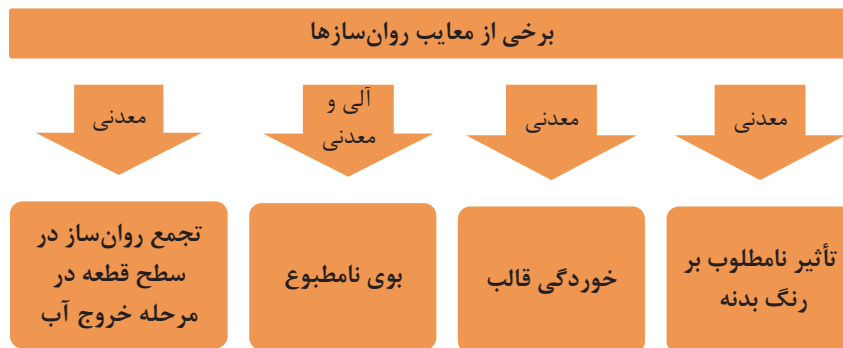 برخی از معایب روان‌سازها
معدنی
معدنی
آلی و
معدنی
معدنی
تأثیر نامطلوب بر
رنگ بدنه
خوردگی قالب
بوی نامطبوع
تجمع روان‌ساز در
سطح قطعه در
مرحله خروج آب